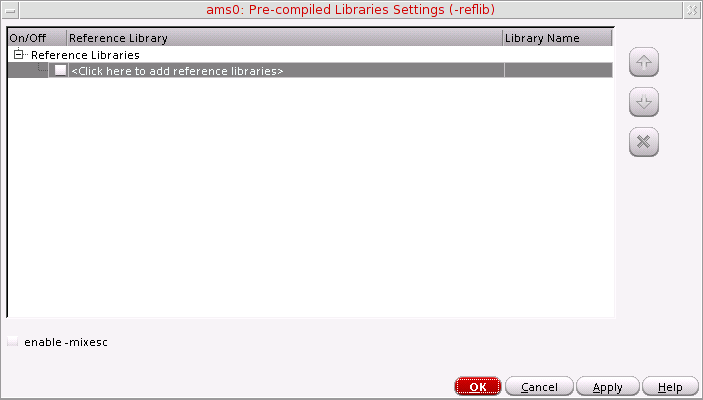 ams0: Pre-compiled Libraries Settings (-reflib)
On/Off Reference Library Library Name
Reference Libraries
<Click here to add reference libraries>
enable -mixesc
OK Cancel Apply Help